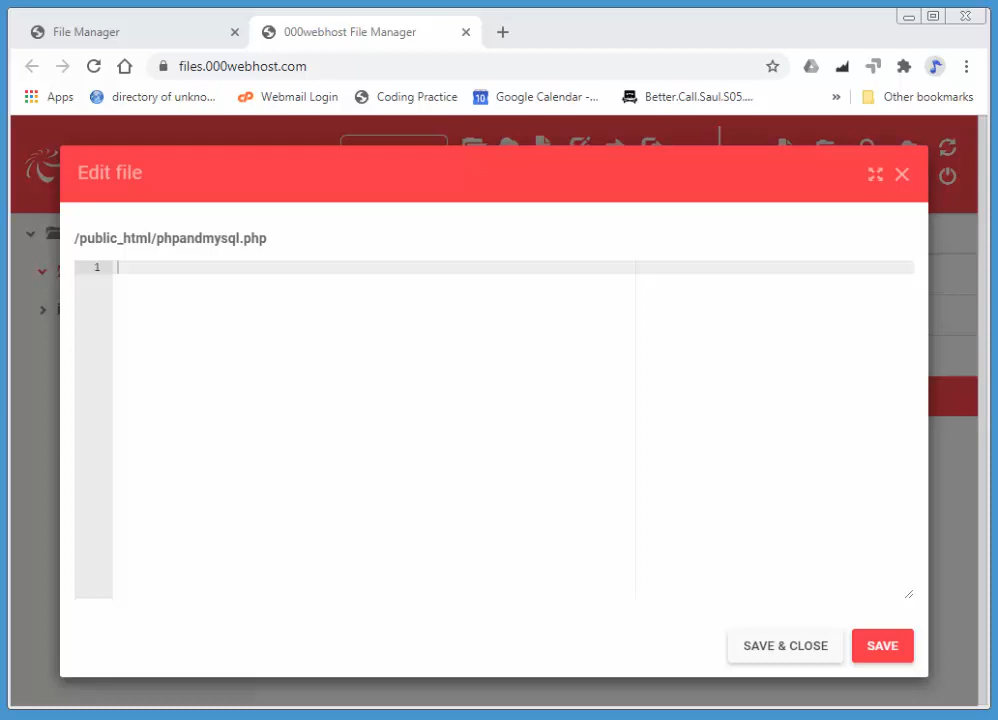 File Manager
000webhost File Manager
files.000webhost.com
Apps
directory of unkno...
Webmail Login
Coding Practice
10
Google Calendar -...
Better.Call.Saul.S05....
»
Other bookmarks
Edit file
/public_html/phpandmysql.php
1
SAVE & CLOSE
SAVE